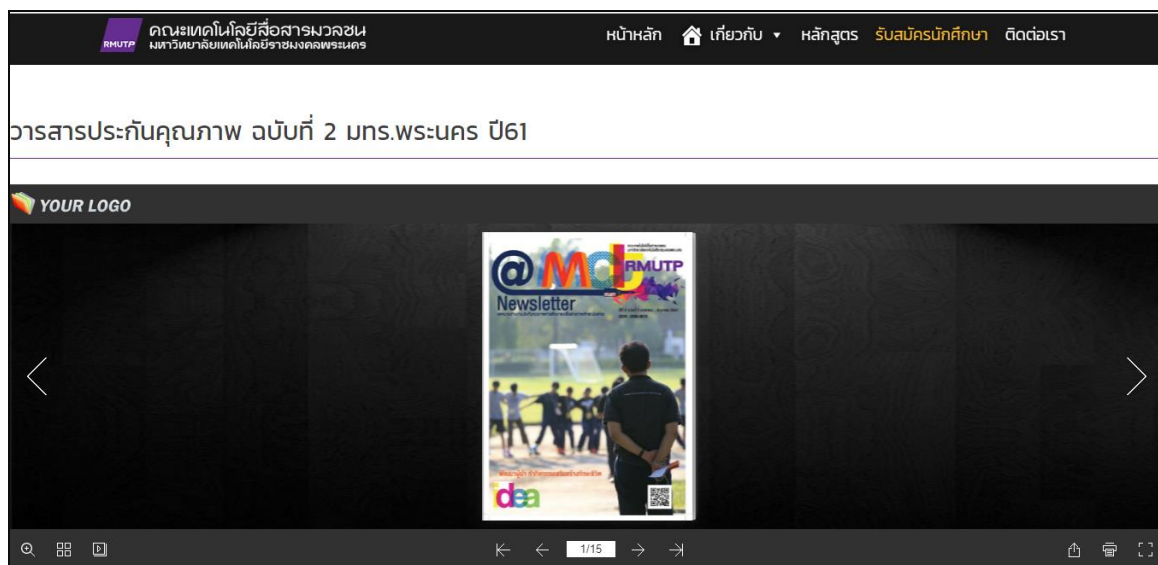 คณะเทคโนโลยีสื่อสารมวลชน
RMUTP มหาวิทยาลัยเทคโนโลยีราชมงคลพระนคร
หน้าหลัก เกี่ยวกับ หลักสูตร รับสมัครนักศึกษา ติดต่อเรา
วารสารประกันคุณภาพ ฉบับที่ 2 มทร.พระนคร ปี61
YOUR LOGO
@MCT
RMUTP
Newsletter
idea
1/15